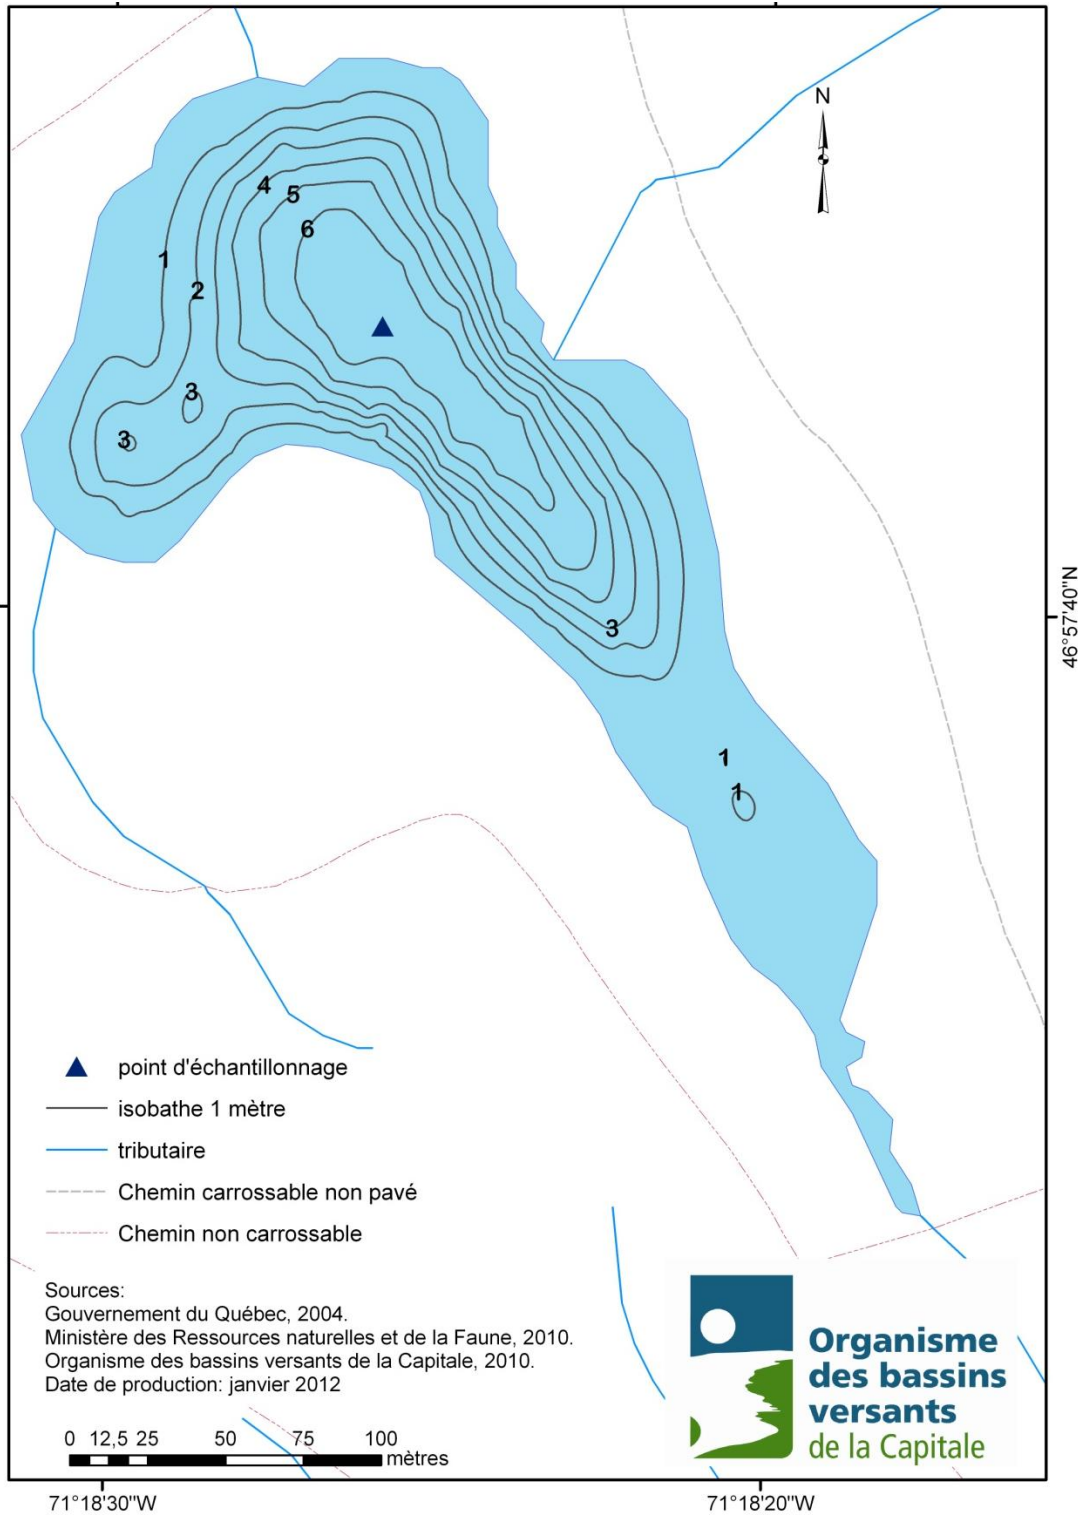 N
4
5
6
1
2
3
3
3
1
1
46°57'40"N
point d'échantillonnage
isobathe 1 mètre
tributaire
Chemin carrossable non pavé
Chemin non carrossable
Sources:
Gouvernement du Québec, 2004.
Ministère des Ressources naturelles et de la Faune, 2010.
Organisme des bassins versants de la Capitale, 2010.
Date de production: janvier 2012
0 12,5 25 50 75 100
mètres
Organisme
des bassins
versants
de la Capitale
71°18'30"W
71°18'20"W